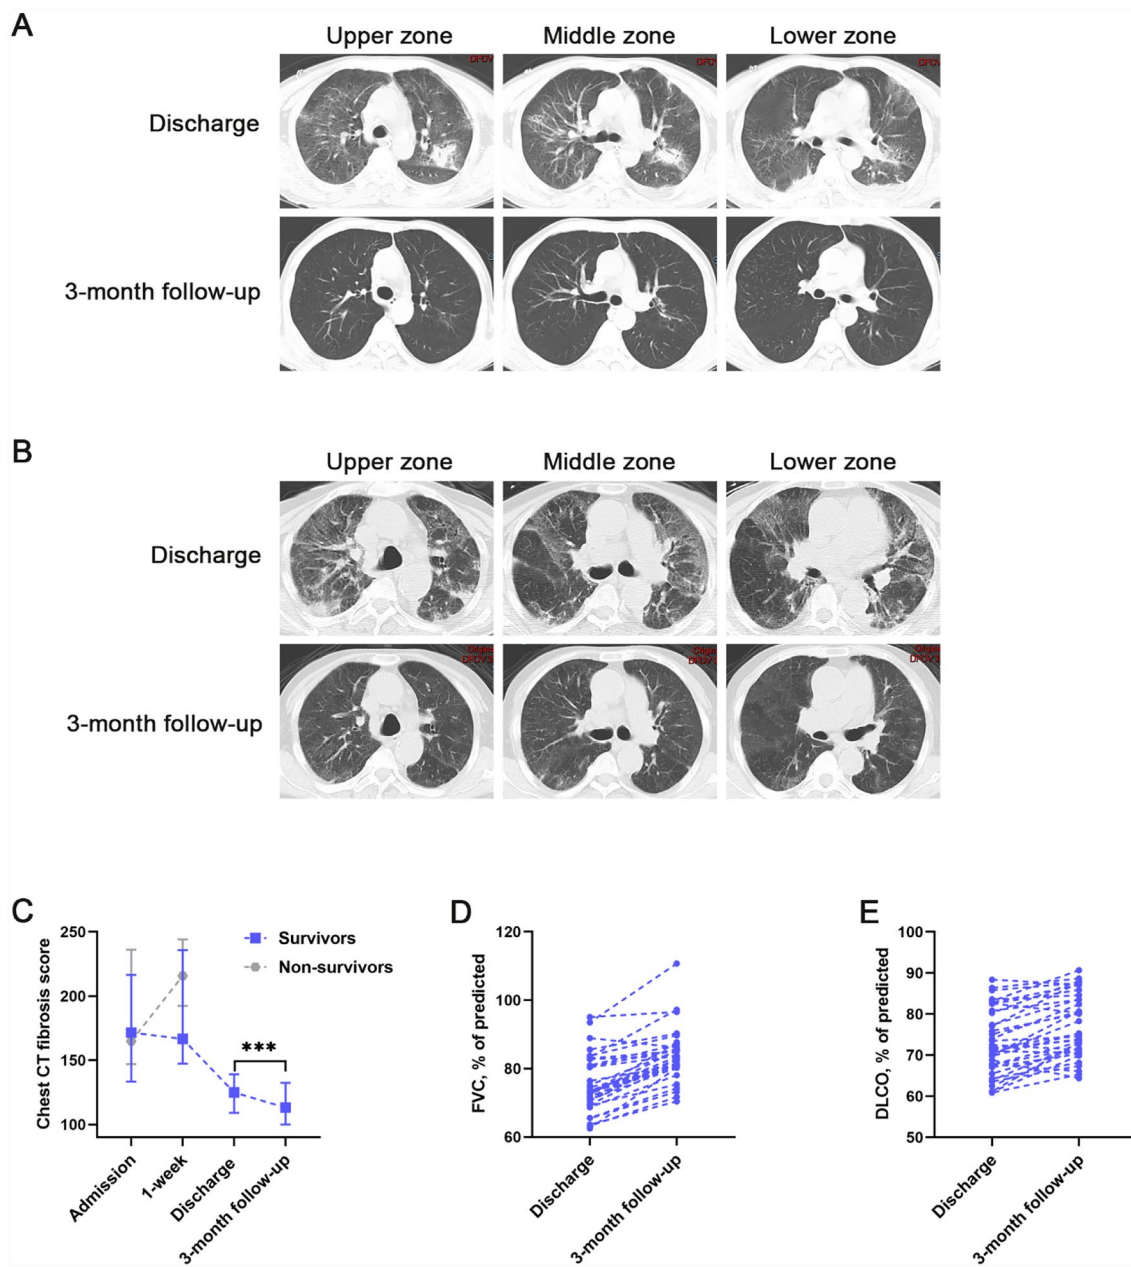 A
Upper zone
Middle zone
Lower zone
Discharge
3-month follow-up
B
Upper zone
Middle zone
Lower zone
Discharge
3-month follow-up
C
Chest CT fibrosis score
250
200
150
100
Survivors
Non-survivors
***
Admission
1-week
Discharge
3-month follow-up
D
FVC, % of predicted
120
100
80
60
Discharge
3-month follow-up
E
DLCO, % of predicted
100
90
80
70
60
50
Discharge
3-month follow-up